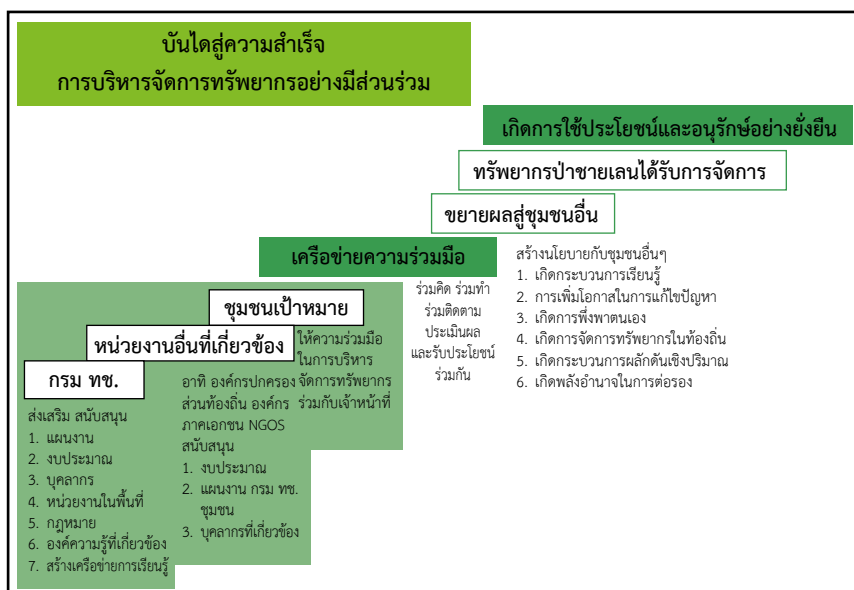 บันไดสู่ความสำเร็จ
การบริหารจัดการทรัพยากรอย่างมีส่วนร่วม
เกิดการใช้ประโยชน์และอนุรักษ์อย่างยั่งยืน
ทรัพยากรป่าชายเลนได้รับการจัดการ
ขยายผลสู่ชุมชนอื่น
เครือข่ายความร่วมมือ
สร้างนโยบายกับชุมชนอื่นๆ
1. เกิดกระบวนการเรียนรู้
2. การเพิ่มโอกาสในการแก้ไขปัญหา
3. เกิดการพึ่งพาตนเอง
4. เกิดการจัดการทรัพยากรในท้องถิ่น
5. เกิดกระบวนการผลักดันเชิงปริมาณ
6. เกิดพลังอำนาจในการต่อรอง
ร่วมคิด ร่วมทำ
ร่วมติดตาม
ประเมินผล
และรับประโยชน์
ร่วมกัน
ชุมชนเป้าหมาย
ให้ความร่วมมือ
ในการบริหาร
จัดการทรัพยากร
ร่วมกับเจ้าหน้าที่
หน่วยงานอื่นที่เกี่ยวข้อง
อาทิ องค์กรปกครอง
ส่วนท้องถิ่น องค์กร
ภาคเอกชน NGOS
สนับสนุน
1. งบประมาณ
2. แผนงาน กรม ทช.
ชุมชน
3. บุคลากรที่เกี่ยวข้อง
กรม ทช.
ส่งเสริม สนับสนุน
1. แผนงาน
2. งบประมาณ
3. บุคลากร
4. หน่วยงานในพื้นที่
5. กฎหมาย
6. องค์ความรู้ที่เกี่ยวข้อง
7. สร้างเครือข่ายการเรียนรู้